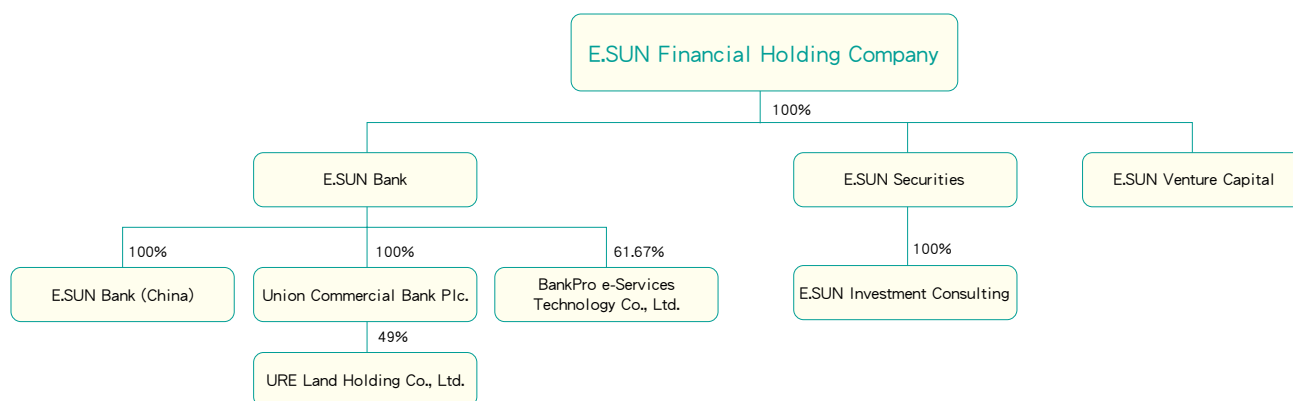 E.SUN Financial Holding Company
100%
E.SUN Bank
E.SUN Securities
E.SUN Venture Capital
100%
100%
61.67%
100%
E.SUN Bank (China)
Union Commercial Bank Plc.
BankPro e-Services
Technology Co., Ltd.
E.SUN Investment Consulting
49%
URE Land Holding Co., Ltd.